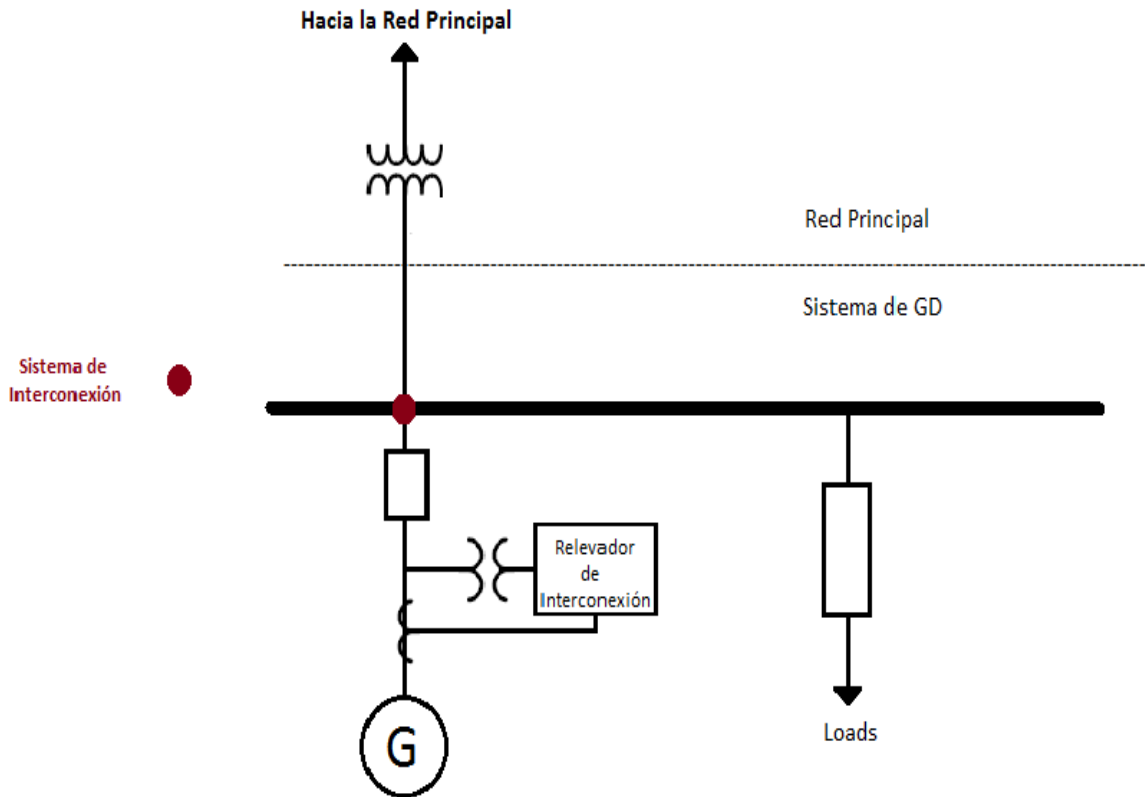 Hacia la Red Principal
Red Principal
Sistema de GD
Sistema de
Interconexión
Relevador
de
Interconexión
Loads
G